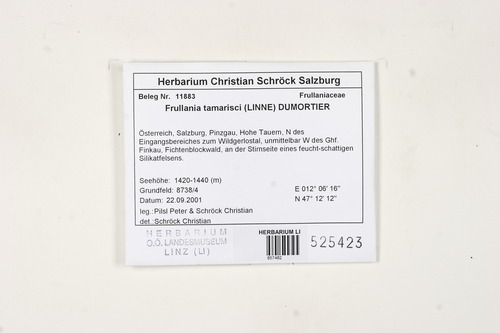 Herbarium Christian Schröck Salzburg
Beleg Nr. 11883 Frullaniaceae
Frullania tamarisci (LINNE) DUMORTIER
Österreich, Salzburg, Pinzgau, Hohe Tauern, N des
Eingangsbereiches zum Wildgerlostal, unmittelbar W des Ghf.
Finkau, Fichtenblockwald, an der Stirnseite eines feucht-schattigen
Silikatfelsens.
Seehöhe: 1420-1440 (m)
Grundfeld: 8738/4 E 012° 06' 16"
Datum: 22.09.2001 N 47° 12' 12"
leg.: Pilsl Peter & Schröck Christian
det.: Schröck Christian
HERBARIUM
O.Ö. LANDESMUSEUM
LINZ (LI)
HERBARIUM LI
525423